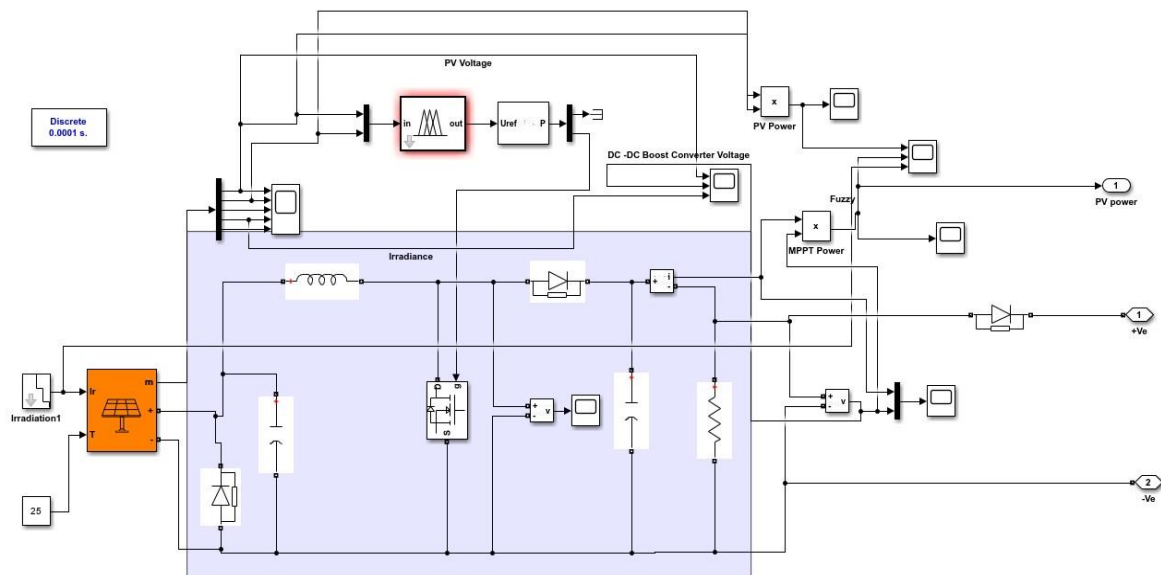 PV Voltage
Discrete
0.0001 s.
in
out
Uref
P
x
PV Power
DC -DC Boost Converter Voltage
Fuzzy
1
PV power
x
MPPT Power
Irradiance
i
+
-
1
+Ve
g
D
S
Ir
m
+
T
-
Irradiation1
+
-
v
+
-
v
25
2
-Ve